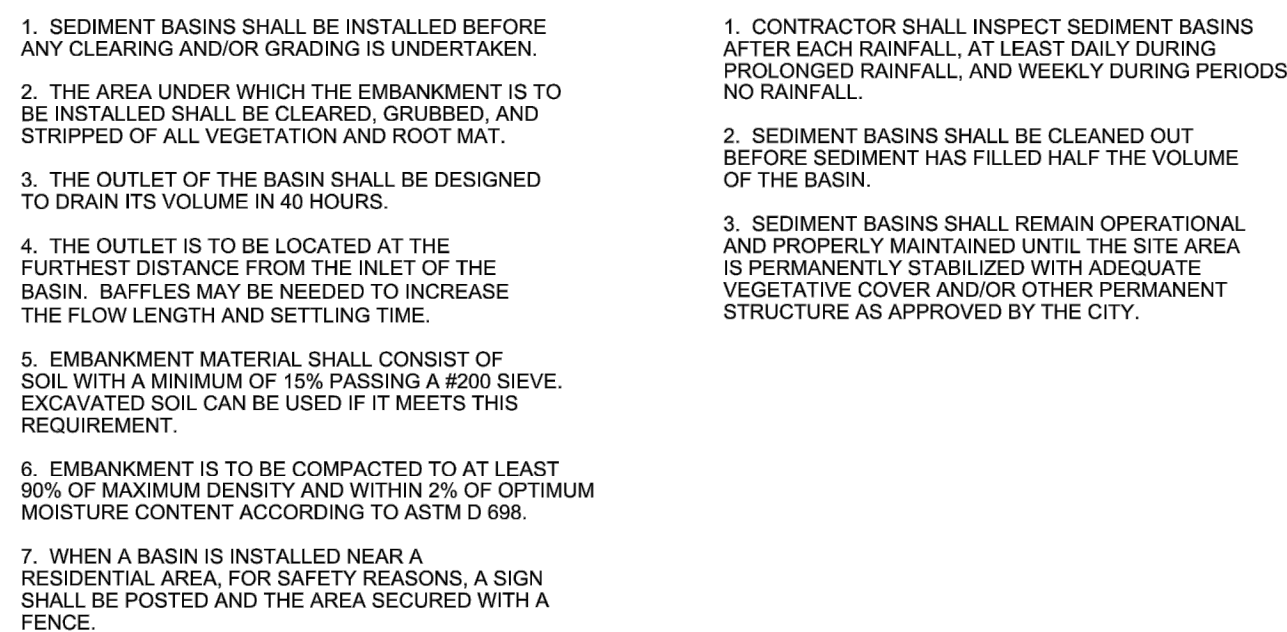 1. SEDIMENT BASINS SHALL BE INSTALLED BEFORE
ANY CLEARING AND/OR GRADING IS UNDERTAKEN.
2. THE AREA UNDER WHICH THE EMBANKMENT IS TO
BE INSTALLED SHALL BE CLEARED, GRUBBED, AND
STRIPPED OF ALL VEGETATION AND ROOT MAT.
3. THE OUTLET OF THE BASIN SHALL BE DESIGNED
TO DRAIN ITS VOLUME IN 40 HOURS.
4. THE OUTLET IS TO BE LOCATED AT THE
FURTHEST DISTANCE FROM THE INLET OF THE
BASIN. BAFFLES MAY BE NEEDED TO INCREASE
THE FLOW LENGTH AND SETTLING TIME.
5. EMBANKMENT MATERIAL SHALL CONSIST OF
SOIL WITH A MINIMUM OF 15% PASSING A #200 SIEVE.
EXCAVATED SOIL CAN BE USED IF IT MEETS THIS
REQUIREMENT.
6. EMBANKMENT IS TO BE COMPACTED TO AT LEAST
90% OF MAXIMUM DENSITY AND WITHIN 2% OF OPTIMUM
MOISTURE CONTENT ACCORDING TO ASTM D 698.
7. WHEN A BASIN IS INSTALLED NEAR A
RESIDENTIAL AREA, FOR SAFETY REASONS, A SIGN
SHALL BE POSTED AND THE AREA SECURED WITH A
FENCE.
1. CONTRACTOR SHALL INSPECT SEDIMENT BASINS
AFTER EACH RAINFALL, AT LEAST DAILY DURING
PROLONGED RAINFALL, AND WEEKLY DURING PERIODS
NO RAINFALL.
2. SEDIMENT BASINS SHALL BE CLEANED OUT
BEFORE SEDIMENT HAS FILLED HALF THE VOLUME
OF THE BASIN.
3. SEDIMENT BASINS SHALL REMAIN OPERATIONAL
AND PROPERLY MAINTAINED UNTIL THE SITE AREA
IS PERMANENTLY STABILIZED WITH ADEQUATE
VEGETATIVE COVER AND/OR OTHER PERMANENT
STRUCTURE AS APPROVED BY THE CITY.